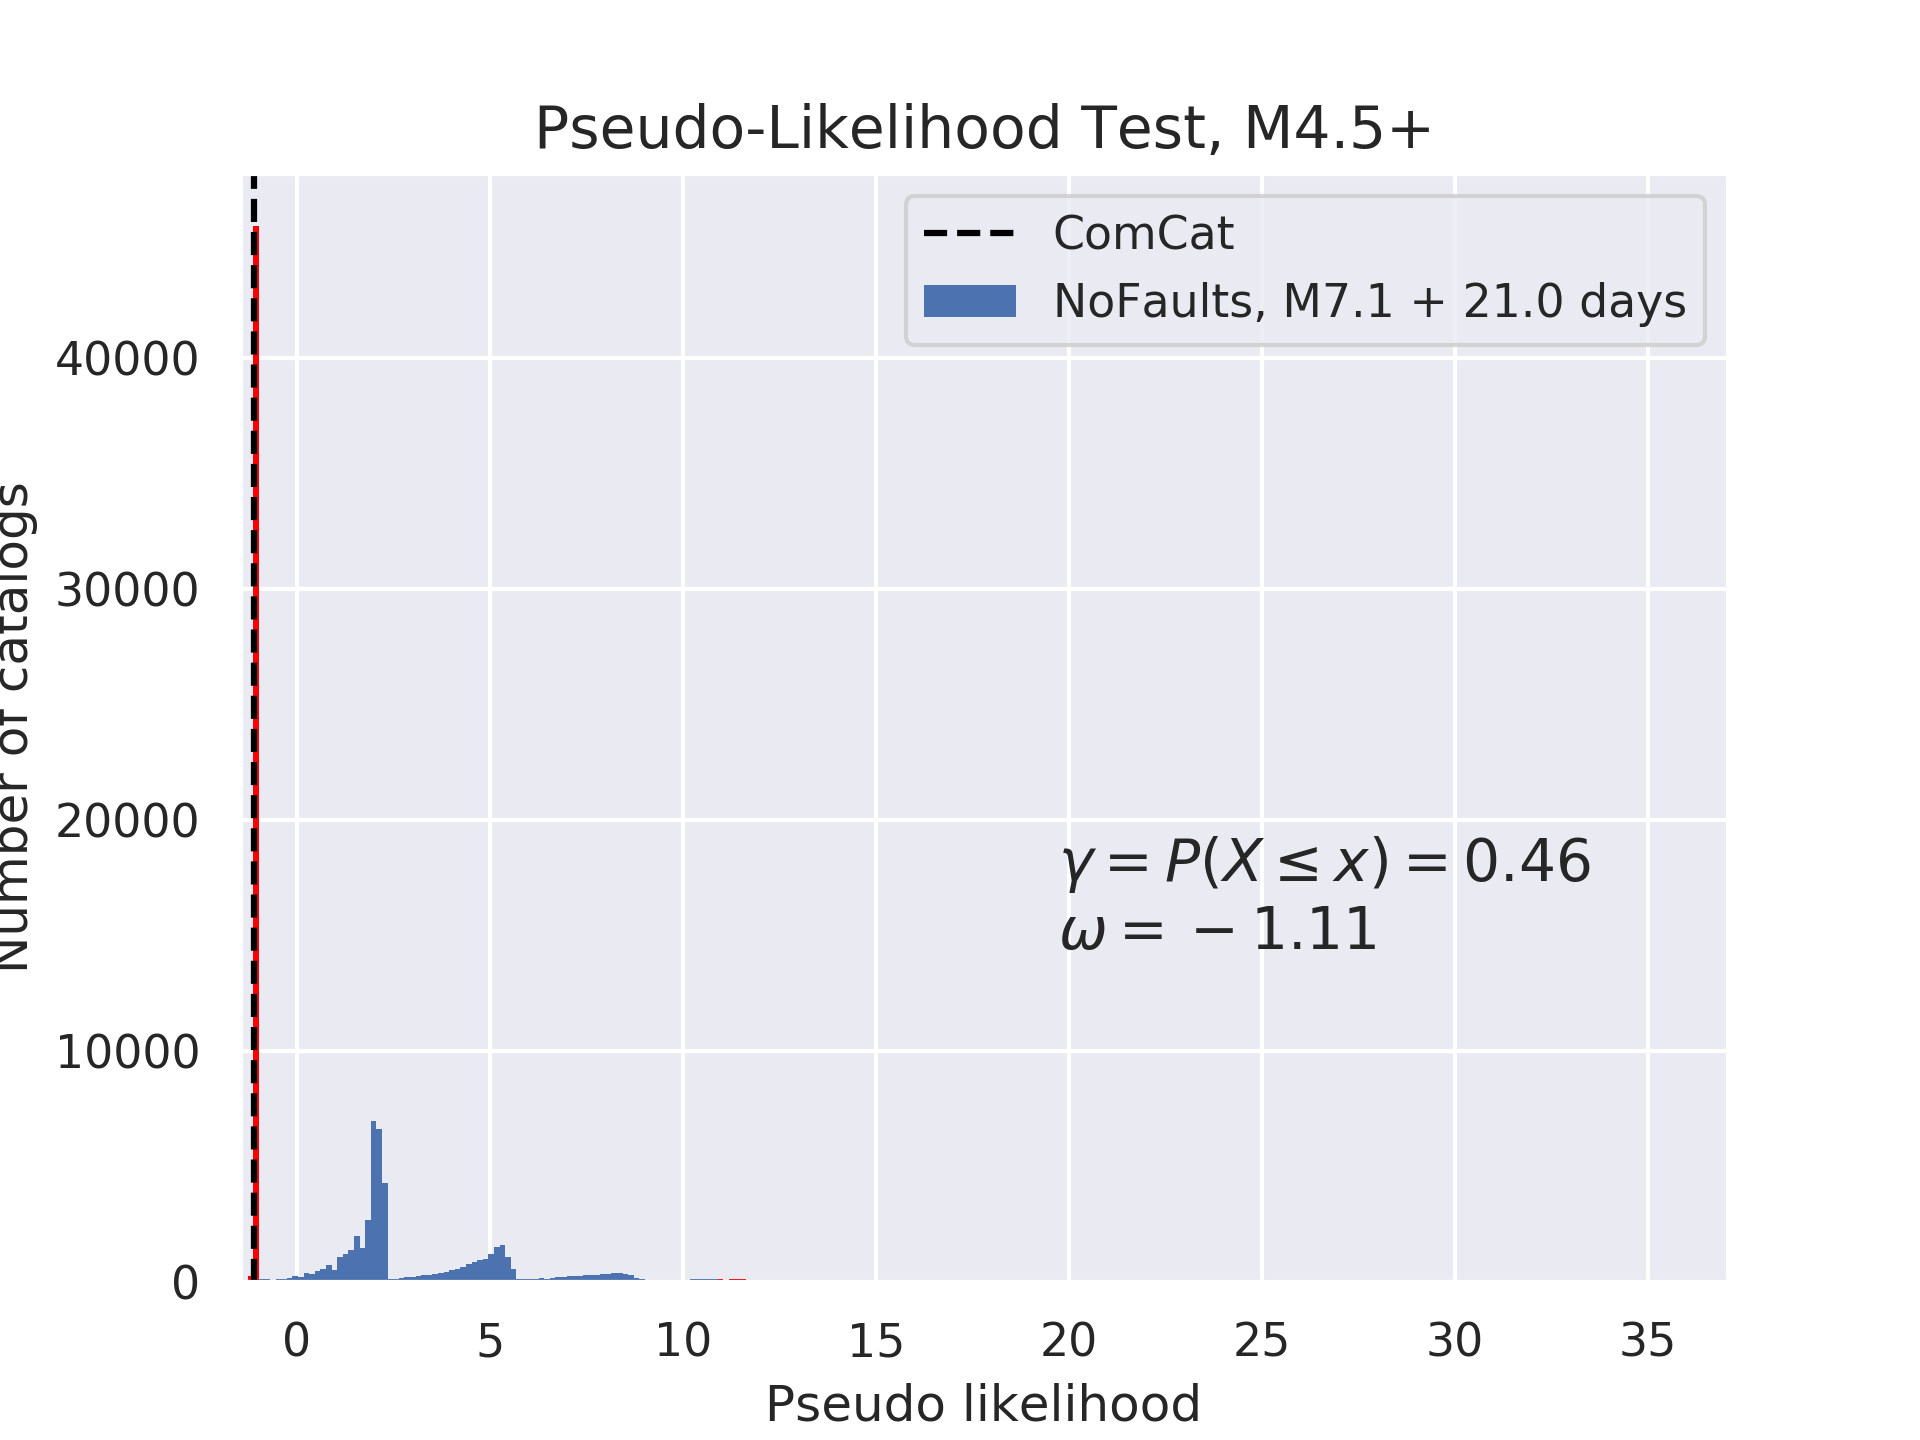 Pseudo-Likelihood Test, M4.5+
ComCat
NoFaults, M7.1 + 21.0 days
Number of catalogs
40000
30000
20000
10000
0
γ = P(X ≤ x) = 0.46
ω = − 1.11
0 5 10 15 20 25 30 35
Pseudo likelihood